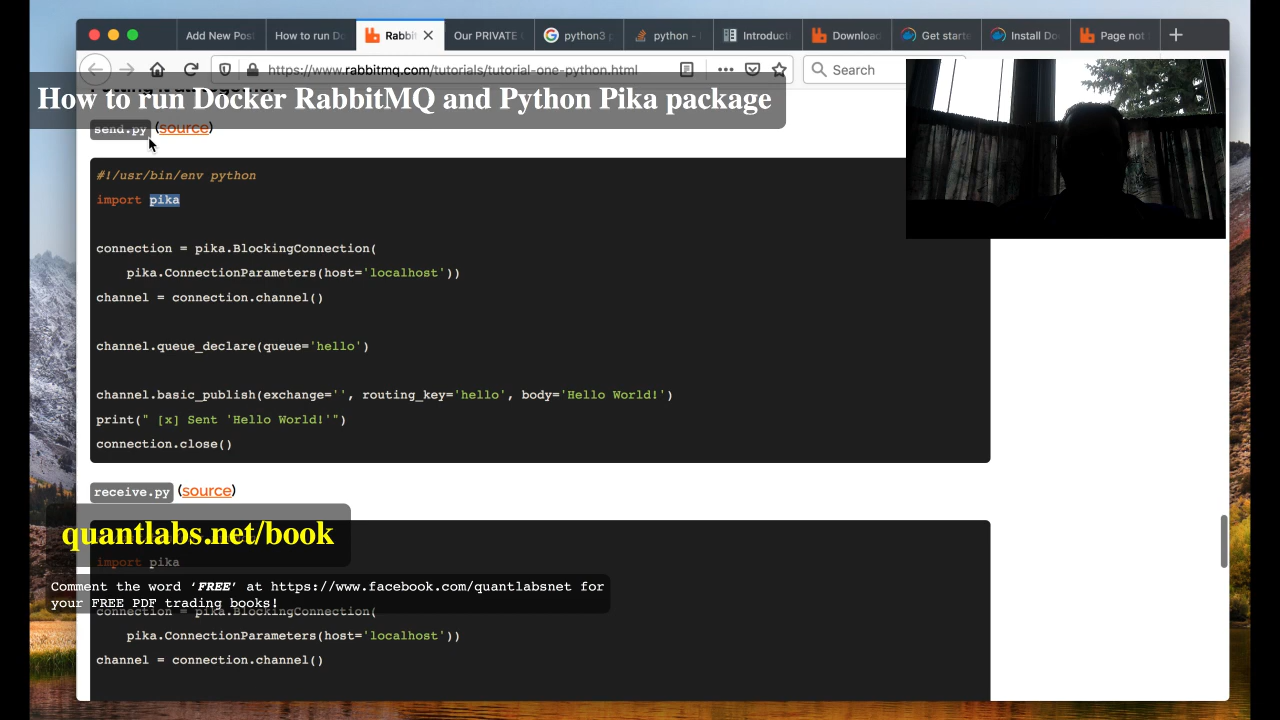 Add New Post
How to run Do
Rabbi
Our PRIVATE
python3 p
python -
Introducti
Downloa
Get starte
Install Do
Page not
https://www.rabbitmq.com/tutorials/tutorial-one-python.html
Search
How to run Docker RabbitMQ and Python Pika package
send.py (source)
#!/usr/bin/env python
import pika
connection = pika.BlockingConnection(
pika.ConnectionParameters(host='localhost'))
channel = connection.channel()
channel.queue_declare(queue='hello')
channel.basic_publish(exchange='', routing_key='hello', body='Hello World!')
print(" [x] Sent 'Hello World!'")
connection.close()
receive.py (source)
quantlabs.net/book
import pika
Comment the word ‘FREE’ at https://www.facebook.com/quantlabsnet for
your FREE PDF trading books!
connection = pika.BlockingConnection(
pika.ConnectionParameters(host='localhost'))
channel = connection.channel()